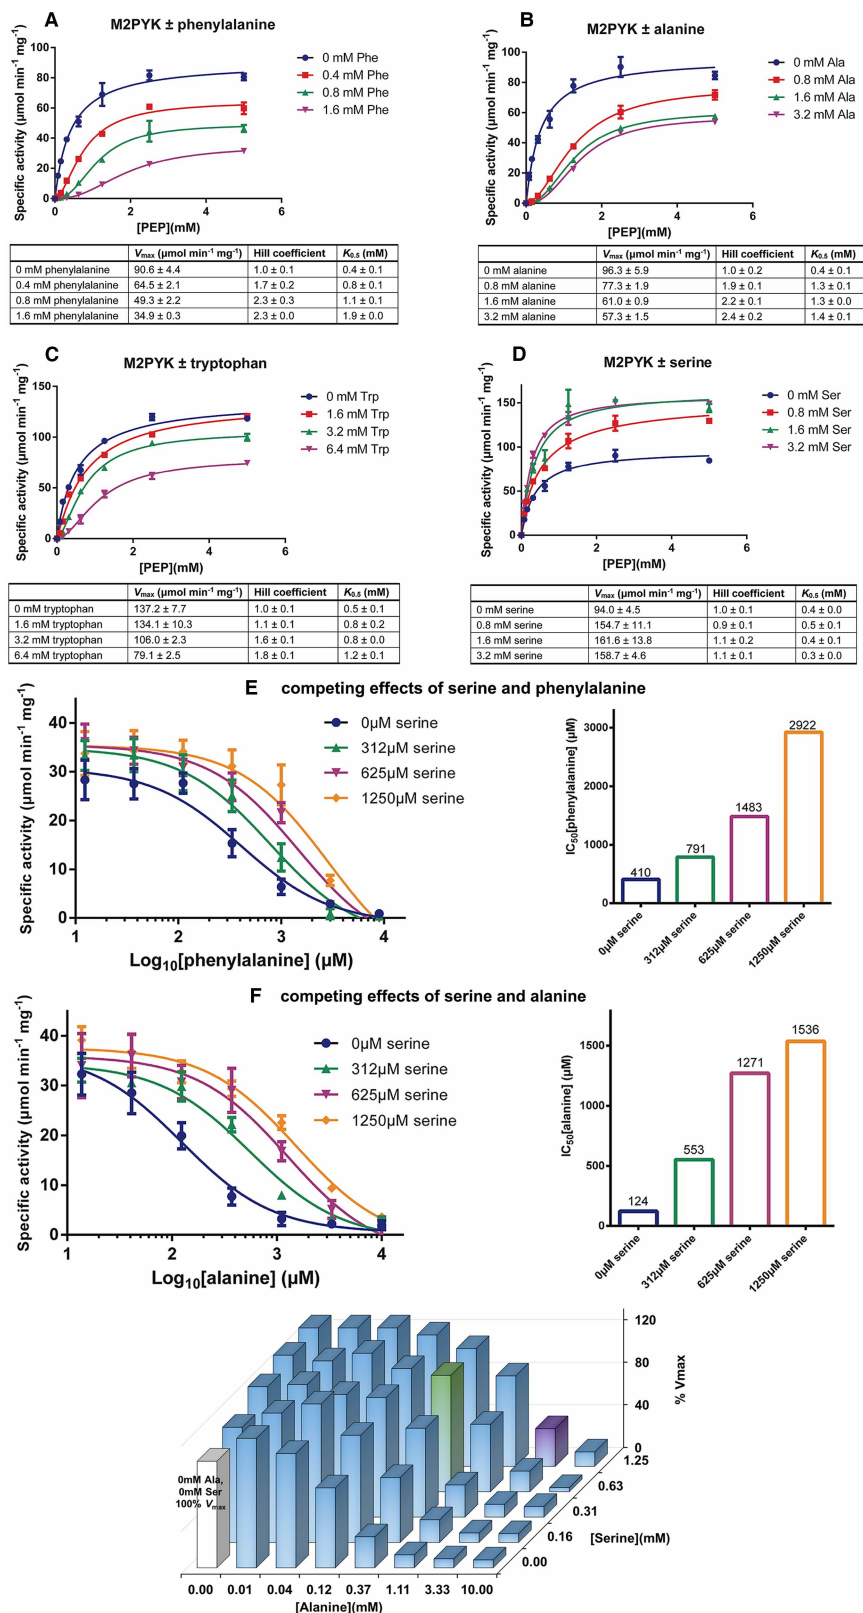 A
M2PYK ± phenylalanine
Specific activity (µmol min⁻¹ mg⁻¹)
100
80
60
40
20
0
0 2 4 6
[PEP](mM)
0 mM Phe
0.4 mM Phe
0.8 mM Phe
1.6 mM Phe
Vmax (µmol min⁻¹ mg⁻¹) Hill coefficient K0.5 (mM)
0 mM phenylalanine 90.6 ± 4.4 1.0 ± 0.1 0.4 ± 0.1
0.4 mM phenylalanine 64.5 ± 2.1 1.7 ± 0.2 0.8 ± 0.1
0.8 mM phenylalanine 49.3 ± 2.2 2.3 ± 0.3 1.1 ± 0.1
1.6 mM phenylalanine 34.9 ± 0.3 2.3 ± 0.0 1.9 ± 0.0
B
M2PYK ± alanine
Specific activity (µmol min⁻¹ mg⁻¹)
100
80
60
40
20
0
0 2 4 6
[PEP](mM)
0 mM Ala
0.8 mM Ala
1.6 mM Ala
3.2 mM Ala
Vmax (µmol min⁻¹ mg⁻¹) Hill coefficient K0.5 (mM)
0 mM alanine 96.3 ± 5.9 1.0 ± 0.2 0.4 ± 0.1
0.8 mM alanine 77.3 ± 1.9 1.9 ± 0.1 1.3 ± 0.1
1.6 mM alanine 61.0 ± 0.9 2.2 ± 0.1 1.3 ± 0.0
3.2 mM alanine 57.3 ± 1.5 2.4 ± 0.2 1.4 ± 0.1
C
M2PYK ± tryptophan
Specific activity (µmol min⁻¹ mg⁻¹)
150
100
50
0
0 2 4 6
[PEP](mM)
0 mM Trp
1.6 mM Trp
3.2 mM Trp
6.4 mM Trp
Vmax (µmol min⁻¹ mg⁻¹) Hill coefficient K0.5 (mM)
0 mM tryptophan 137.2 ± 7.7 1.0 ± 0.1 0.5 ± 0.1
1.6 mM tryptophan 134.1 ± 10.3 1.1 ± 0.1 0.8 ± 0.2
3.2 mM tryptophan 106.0 ± 2.3 1.6 ± 0.1 0.8 ± 0.0
6.4 mM tryptophan 79.1 ± 2.5 1.8 ± 0.1 1.2 ± 0.1
D
M2PYK ± serine
Specific activity (µmol min⁻¹ mg⁻¹)
150
100
50
0
0 2 4 6
[PEP](mM)
0 mM Ser
0.8 mM Ser
1.6 mM Ser
3.2 mM Ser
Vmax (µmol min⁻¹ mg⁻¹) Hill coefficient K0.5 (mM)
0 mM serine 94.0 ± 4.5 1.0 ± 0.1 0.4 ± 0.0
0.8 mM serine 154.7 ± 11.1 0.9 ± 0.1 0.5 ± 0.1
1.6 mM serine 161.6 ± 13.8 1.1 ± 0.2 0.4 ± 0.1
3.2 mM serine 158.7 ± 4.6 1.1 ± 0.1 0.3 ± 0.0
E competing effects of serine and phenylalanine
Specific activity (µmol min⁻¹ mg⁻¹)
40
30
20
10
0
1 2 3 4
Log10[phenylalanine] (µM)
0µM serine
312µM serine
625µM serine
1250µM serine
IC50[phenylalanine] (µM)
3000
2000
1000
0
410
791
1483
2922
0µM serine
312µM serine
625µM serine
1250µM serine
F competing effects of serine and alanine
Specific activity (µmol min⁻¹ mg⁻¹)
40
30
20
10
0
1 2 3 4
Log10[alanine] (µM)
0µM serine
312µM serine
625µM serine
1250µM serine
IC50[alanine] (µM)
1500
1000
500
0
124
553
1271
1536
0µM serine
312µM serine
625µM serine
1250µM serine
120
80
40
0
% Vmax
0mM Ala,
0mM Ser
100% Vmax
1.25
0.63
0.31
0.16
0.00
[Serine](mM)
0.00 0.01 0.04 0.12 0.37 1.11 3.33 10.00
[Alanine](mM)